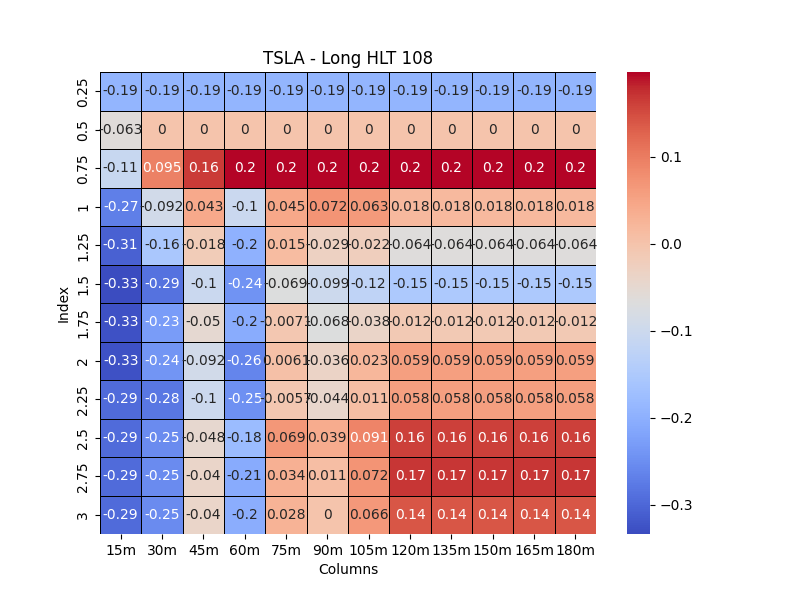 TSLA - Long HLT 108
0.25 -0.19 -0.19 -0.19 -0.19 -0.19 -0.19 -0.19 -0.19 -0.19 -0.19 -0.19 -0.19
0.5 -0.063 0 0 0 0 0 0 0 0 0 0 0
0.75 -0.11 0.095 0.16 0.2 0.2 0.2 0.2 0.2 0.2 0.2 0.2 0.2
1 -0.27 -0.092 0.043 -0.1 0.045 0.072 0.063 0.018 0.018 0.018 0.018 0.018
1.25 -0.31 -0.16 -0.018 -0.2 0.015 -0.029 -0.022 -0.064 -0.064 -0.064 -0.064 -0.064
1.5 -0.33 -0.29 -0.1 -0.24 -0.069 -0.099 -0.12 -0.15 -0.15 -0.15 -0.15 -0.15
1.75 -0.33 -0.23 -0.05 -0.2 -0.0071 -0.068 -0.038 -0.012 -0.012 -0.012 -0.012 -0.012
2 -0.33 -0.24 -0.092 -0.26 0.0061 -0.036 0.023 0.059 0.059 0.059 0.059 0.059
2.25 -0.29 -0.28 -0.1 -0.25 -0.0057 -0.044 0.011 0.058 0.058 0.058 0.058 0.058
2.5 -0.29 -0.25 -0.048 -0.18 0.069 0.039 0.091 0.16 0.16 0.16 0.16 0.16
2.75 -0.29 -0.25 -0.04 -0.21 0.034 0.011 0.072 0.17 0.17 0.17 0.17 0.17
3 -0.29 -0.25 -0.04 -0.2 0.028 0 0.066 0.14 0.14 0.14 0.14 0.14
15m 30m 45m 60m 75m 90m 105m 120m 135m 150m 165m 180m
Columns
Index
0.1
0.0
−0.1
−0.2
−0.3